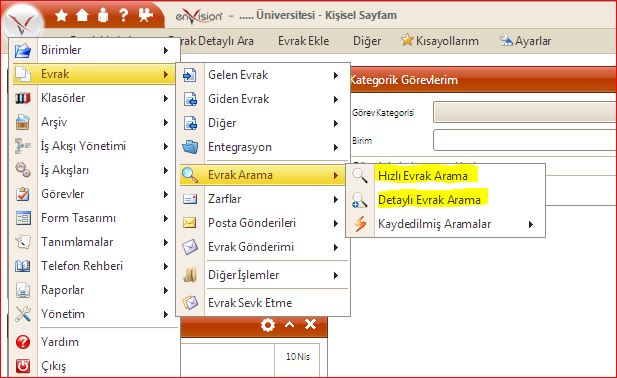 enVision - ..... Üniversitesi - Kişisel Sayfam
Evrak Detaylı Ara Evrak Ekle Diğer Kısayollarım Ayarlar
Birimler
Evrak
Klasörler
Arşiv
İş Akışı Yönetimi
İş Akışları
Görevler
Form Tasarımı
Tanımlamalar
Telefon Rehberi
Raporlar
Yönetim
Yardım
Çıkış
Gelen Evrak
Giden Evrak
Diğer
Entegrasyon
Evrak Arama
Zarflar
Posta Gönderileri
Evrak Gönderimi
Diğer İşlemler
Evrak Sevk Etme
Hızlı Evrak Arama
Detaylı Evrak Arama
Kaydedilmiş Aramalar
Kategorik Görevlerim
Görev Kategorisi
Birim
10 Nis